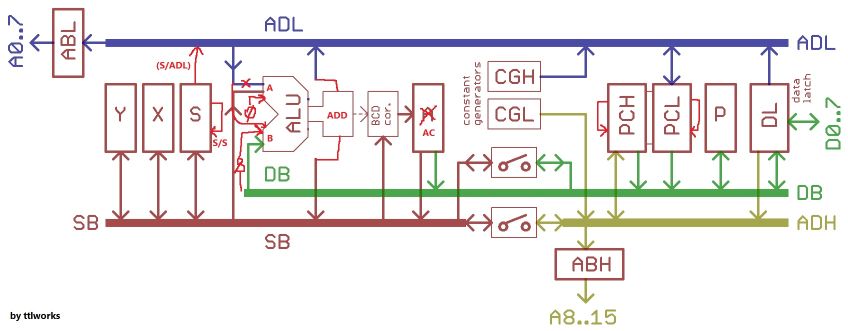 ADL
ADL
A0..7
ABL
(S/ADL)
Y
X
S
S/S
A
B
0
ALU
ADD
BCD
cor.
A
AC
constant
generators
CGH
CGL
PCH
PCL
P
DL
data
latch
D0..7
DB
DB
SB
SB
ADH
ABH
A8..15
by ttlworks